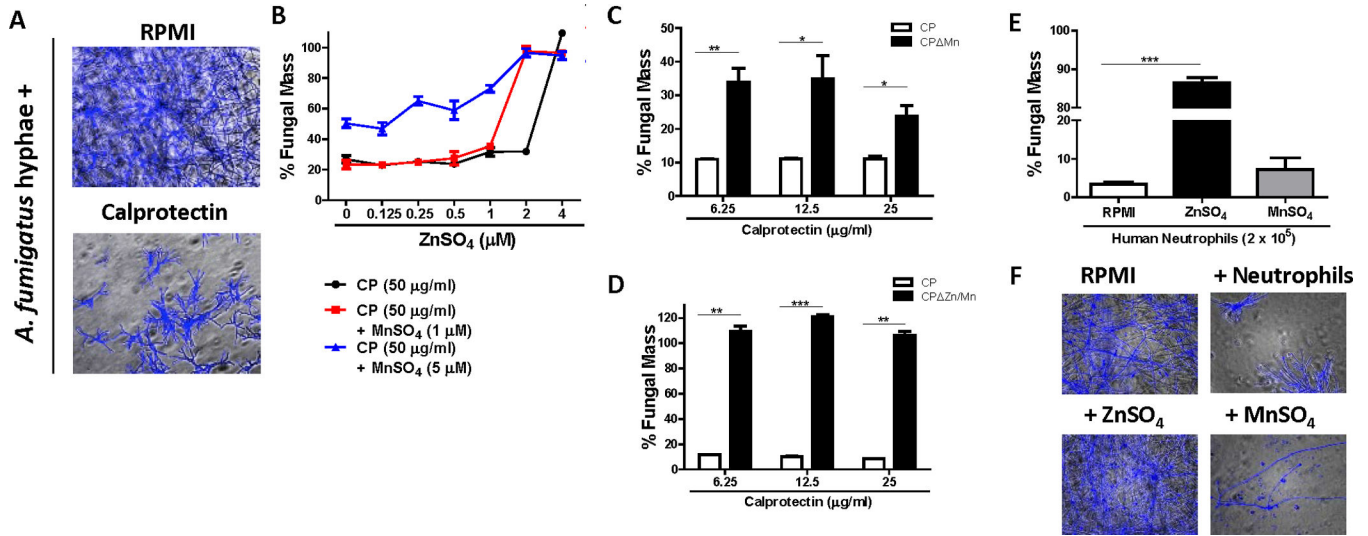 A
A. fumigatus hyphae +
RPMI
Calprotectin
B
% Fungal Mass
100
80
60
40
20
0
0 0.125 0.25 0.5 1 2 4
ZnSO4 (μM)
CP (50 μg/ml)
CP (50 μg/ml)
+ MnSO4 (1 μM)
CP (50 μg/ml)
+ MnSO4 (5 μM)
C
% Fungal Mass
50
40
30
20
10
0
** * *
CP
CPΔMn
6.25 12.5 25
Calprotectin (μg/ml)
D
% Fungal Mass
120
100
80
60
40
20
0
** *** **
CP
CPΔZn/Mn
6.25 12.5 25
Calprotectin (μg/ml)
E
% Fungal Mass
100
90
80
20
10
0
***
RPMI ZnSO4 MnSO4
Human Neutrophils (2 x 10^5)
F
RPMI + Neutrophils
+ ZnSO4 + MnSO4